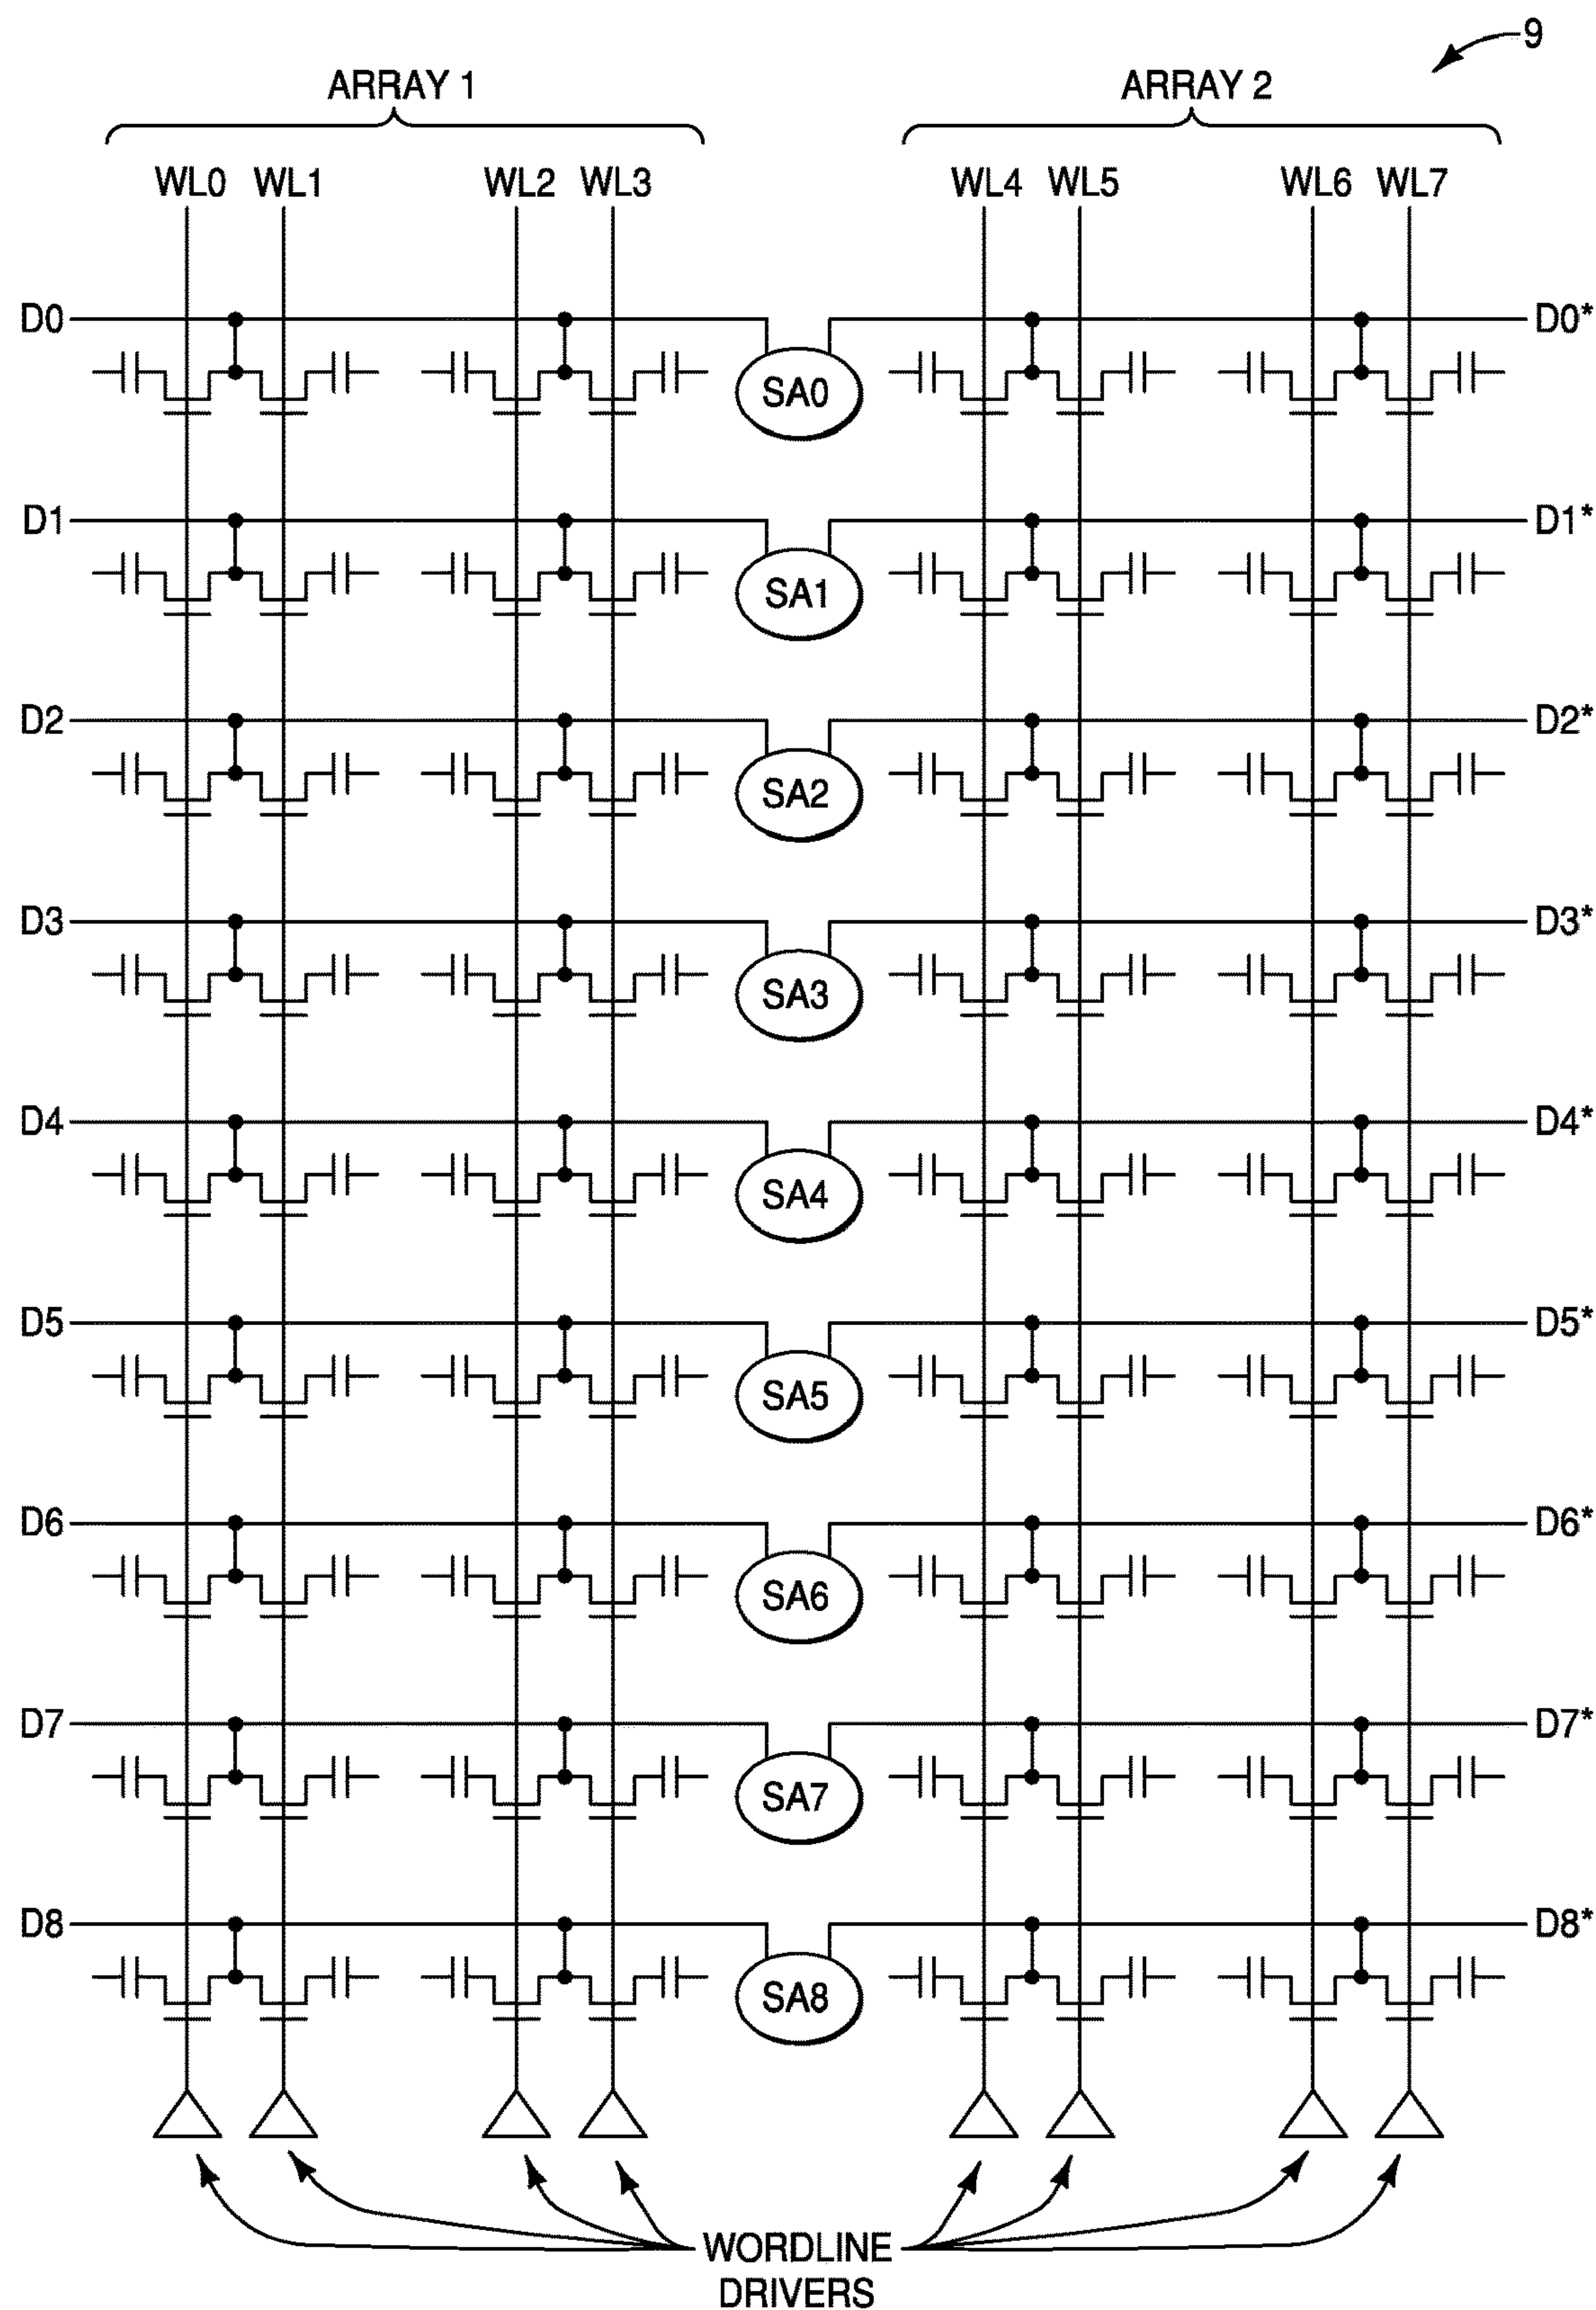 9
ARRAY 1 ARRAY 2
WL0 WL1 WL2 WL3 WL4 WL5 WL6 WL7
D0 D0*
SA0
D1 D1*
SA1
D2 D2*
SA2
D3 D3*
SA3
D4 D4*
SA4
D5 D5*
SA5
D6 D6*
SA6
D7 D7*
SA7
D8 D8*
SA8
WORDLINE
DRIVERS